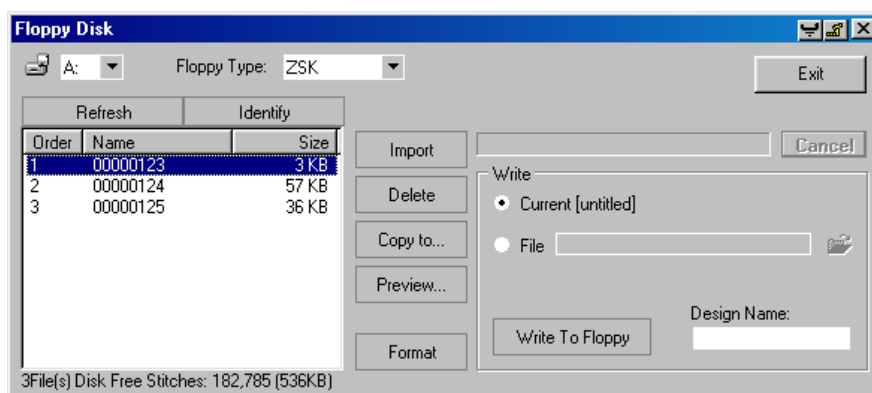 Floppy Disk
A: Floppy Type: ZSK Exit
Refresh Identify
Order Name Size
1 00000123 3 KB
2 00000124 57 KB
3 00000125 36 KB
3File(s) Disk Free Stitches: 182,785 (536KB)
Import
Delete
Copy to...
Preview...
Format
Cancel
Write
Current [untitled]
File
Design Name:
Write To Floppy